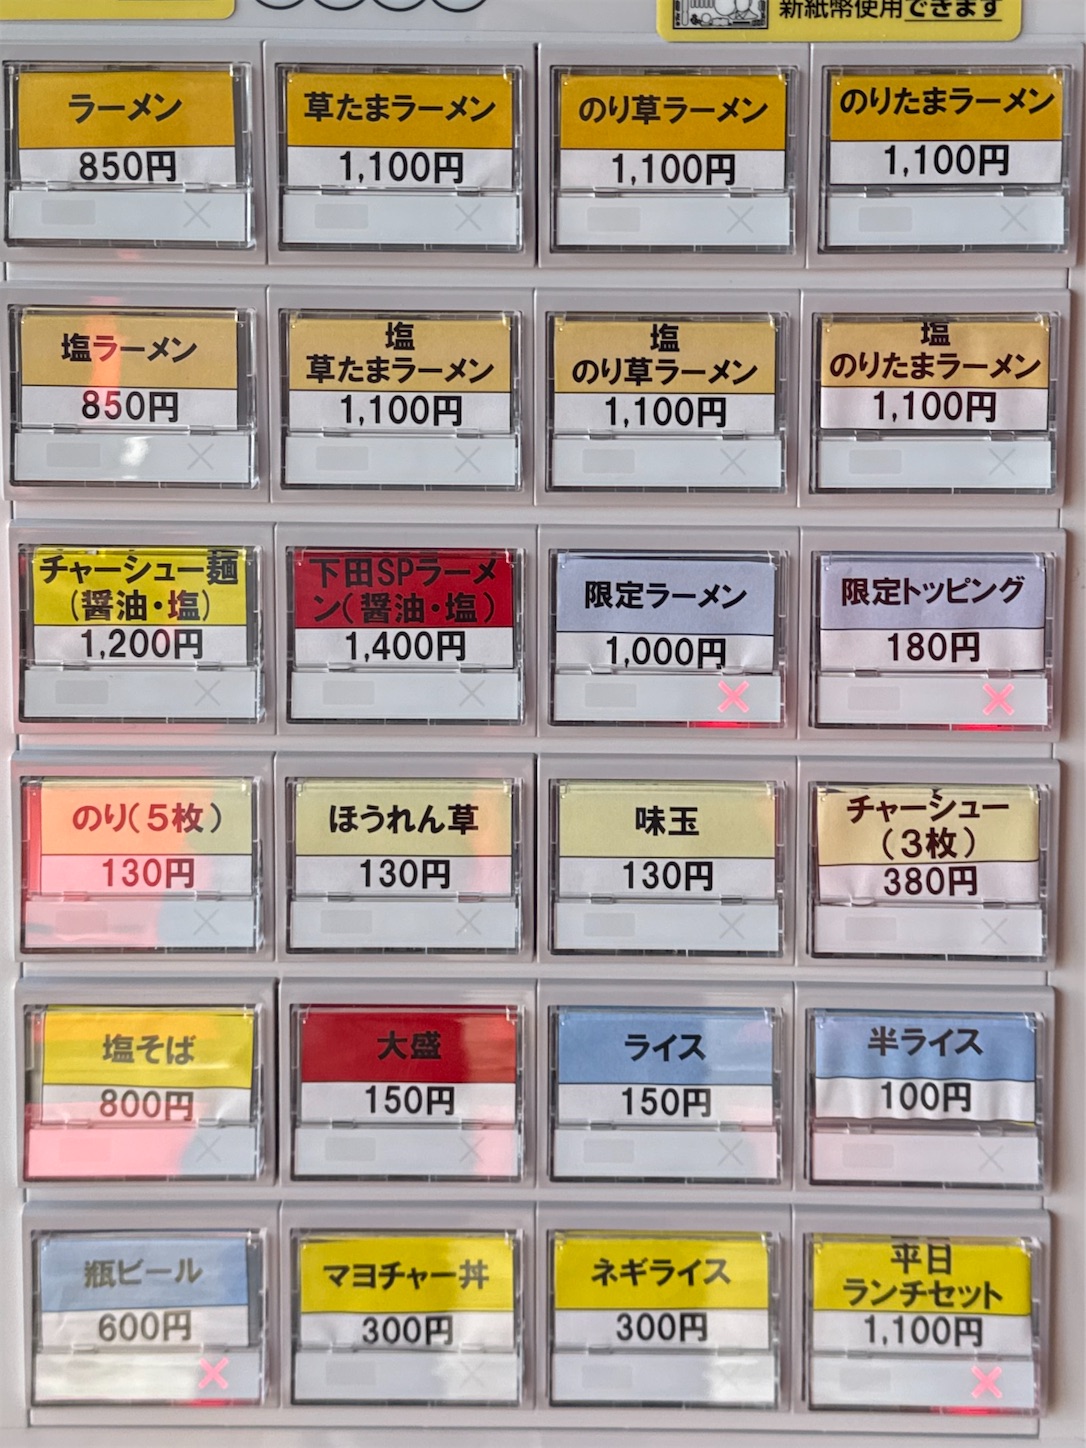 新紙幣使用できます
ラーメン
850円
草たまラーメン
1,100円
のり草ラーメン
1,100円
のりたまラーメン
1,100円
塩ラーメン
850円
塩
草たまラーメン
1,100円
塩
のり草ラーメン
1,100円
塩
のりたまラーメン
1,100円
チャーシュー麺
(醤油・塩)
1,200円
下田SPラーメ
ン(醤油・塩)
1,400円
限定ラーメン
1,000円
限定トッピング
180円
のり(5枚)
130円
ほうれん草
130円
味玉
130円
チャーシュー
(3枚)
380円
塩そば
800円
大盛
150円
ライス
150円
半ライス
100円
瓶ビール
600円
マヨチャー丼
300円
ネギライス
300円
平日
ランチセット
1,100円